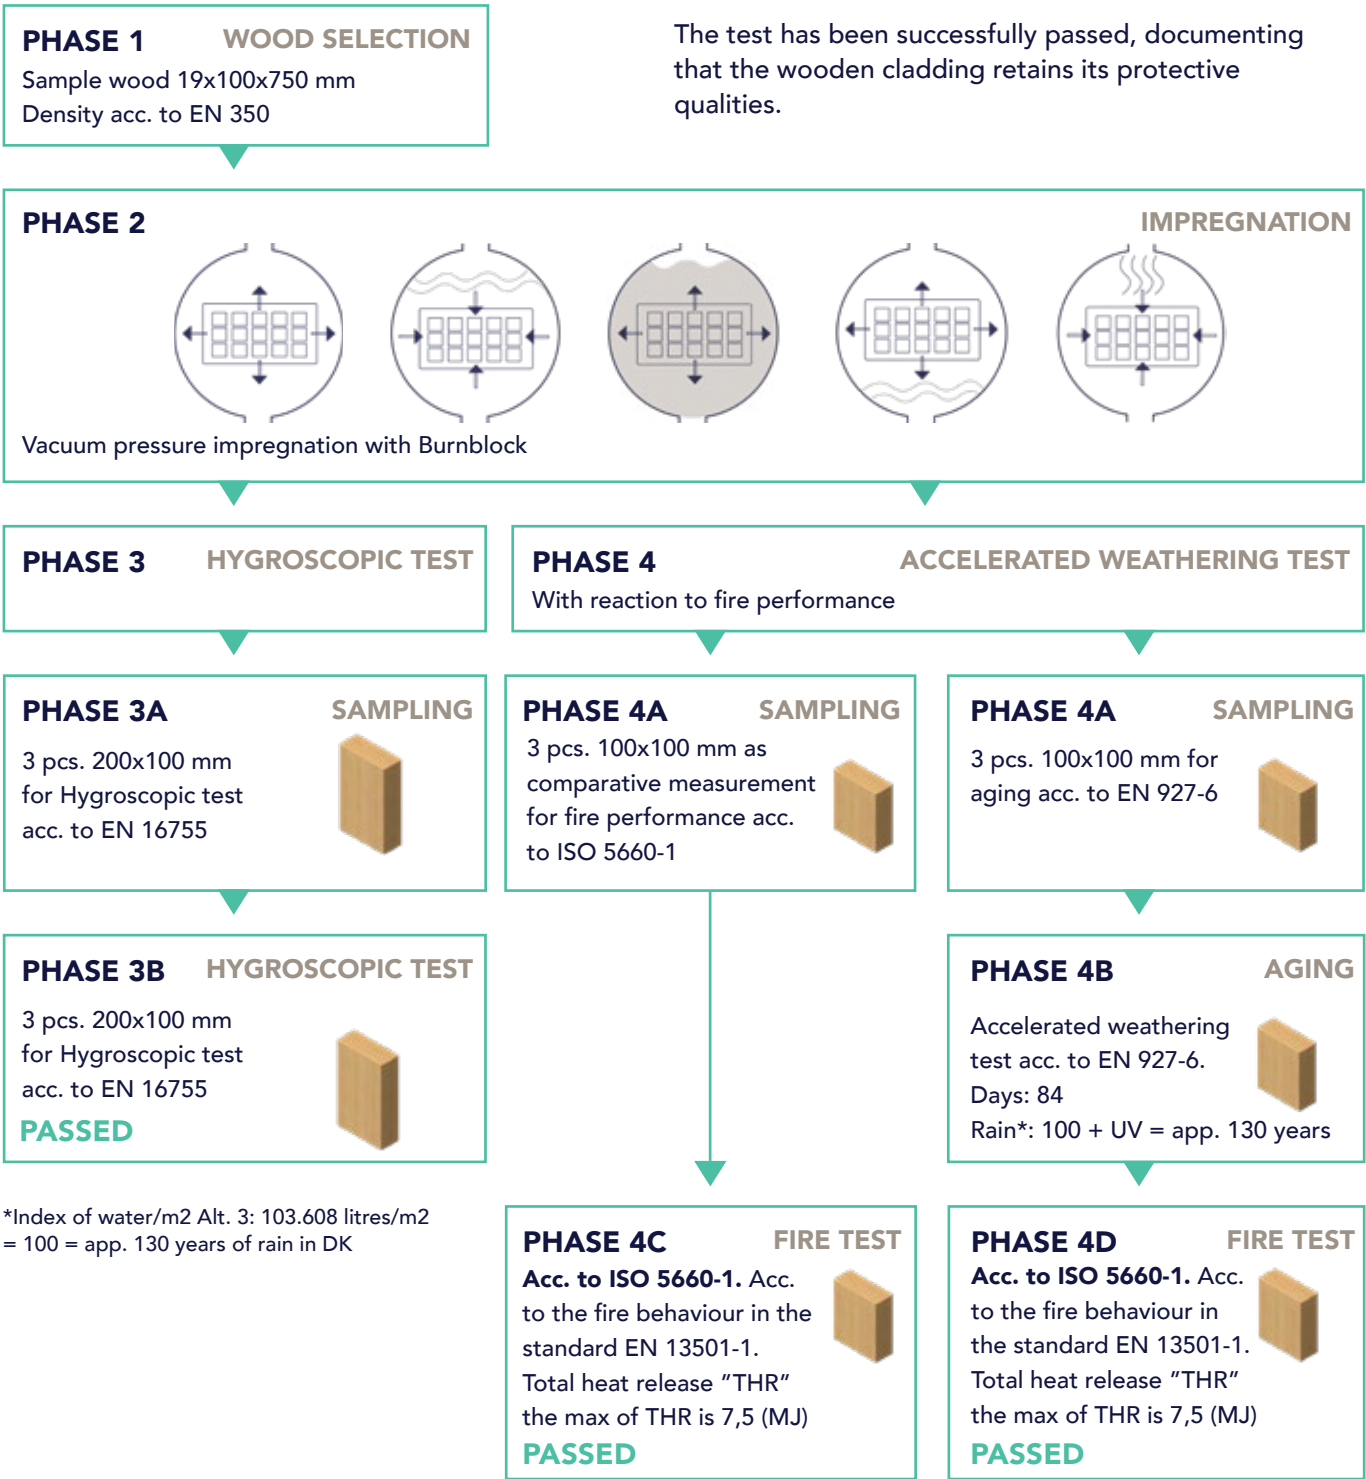 PHASE 1 WOOD SELECTION
Sample wood 19x100x750 mm
Density acc. to EN 350
The test has been successfully passed, documenting
that the wooden cladding retains its protective
qualities.
PHASE 2 IMPREGNATION
Vacuum pressure impregnation with Burnblock
PHASE 3 HYGROSCOPIC TEST
PHASE 4 ACCELERATED WEATHERING TEST
With reaction to fire performance
PHASE 3A SAMPLING
3 pcs. 200x100 mm
for Hygroscopic test
acc. to EN 16755
PHASE 4A SAMPLING
3 pcs. 100x100 mm as
comparative measurement
for fire performance acc.
to ISO 5660-1
PHASE 4A SAMPLING
3 pcs. 100x100 mm for
aging acc. to EN 927-6
PHASE 3B HYGROSCOPIC TEST
3 pcs. 200x100 mm
for Hygroscopic test
acc. to EN 16755
PASSED
PHASE 4B AGING
Accelerated weathering
test acc. to EN 927-6.
Days: 84
Rain*: 100 + UV = app. 130 years
*Index of water/m2 Alt. 3: 103.608 litres/m2
= 100 = app. 130 years of rain in DK
PHASE 4C FIRE TEST
Acc. to ISO 5660-1. Acc.
to the fire behaviour in the
standard EN 13501-1.
Total heat release ”THR”
the max of THR is 7,5 (MJ)
PASSED
PHASE 4D FIRE TEST
Acc. to ISO 5660-1. Acc.
to the fire behaviour in
the standard EN 13501-1.
Total heat release ”THR”
the max of THR is 7,5 (MJ)
PASSED